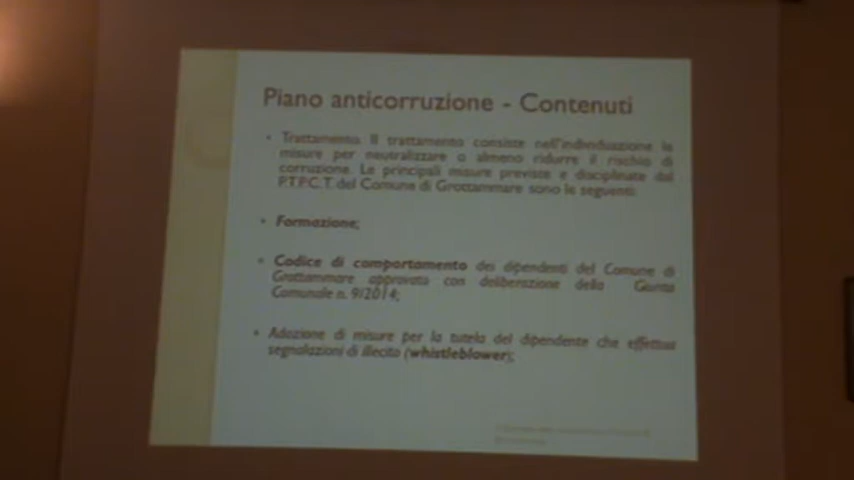 Piano anticorruzione - Contenuti
• Trattamento. Il trattamento consiste nell'individuazione le
misure per neutralizzare o almeno ridurre il rischio di
corruzione. Le principali misure previste e disciplinate dal
P.T.P.C.T. del Comune di Grottammare sono le seguenti:
• Formazione;
• Codice di comportamento dei dipendenti del Comune di
Grottammare approvato con deliberazione della Giunta
Comunale n. 9/2014;
• Adozione di misure per la tutela del dipendente che effettua
segnalazioni di illecito (whistleblower);